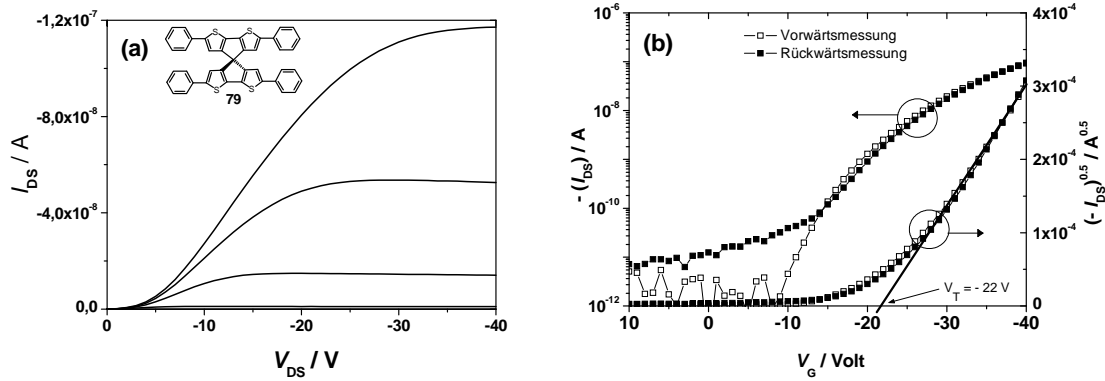 (a)
-1,2x10⁻⁷
-8,0x10⁻⁸
-4,0x10⁻⁸
0,0
I_DS / A
S
S
S
S
79
0
-10
-20
-30
-40
V_DS / V
(b)
Vorwärtsmessung
Rückwärtsmessung
10⁻⁶
10⁻⁸
10⁻¹⁰
10⁻¹²
- (I_DS) / A
4x10⁻⁴
3x10⁻⁴
2x10⁻⁴
1x10⁻⁴
0
(- I_DS)^0.5 / A^0.5
V_T = - 22 V
10
0
-10
-20
-30
-40
V_G / Volt